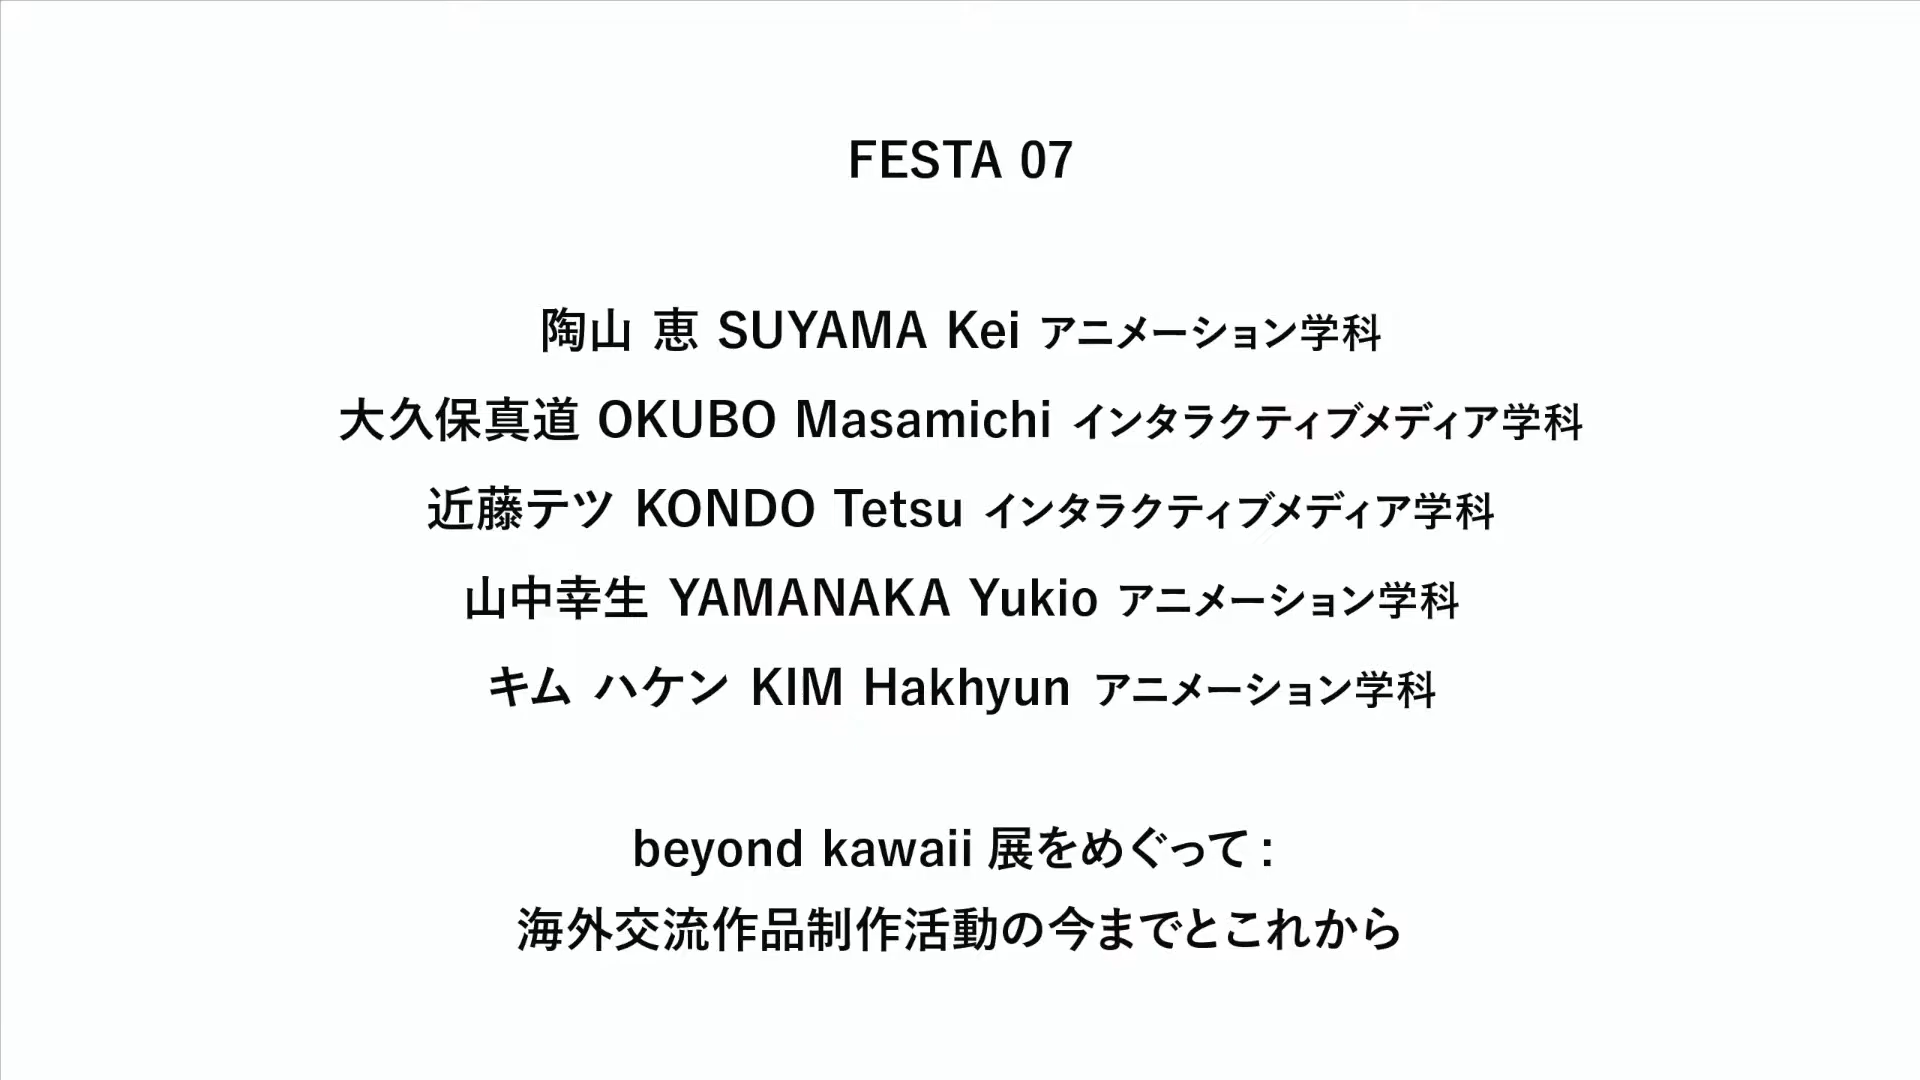 FESTA 07
陶山 恵 SUYAMA Kei アニメーション学科
大久保真道 OKUBO Masamichi インタラクティブメディア学科
近藤テツ KONDO Tetsu インタラクティブメディア学科
山中幸生 YAMANAKA Yukio アニメーション学科
キム ハケン KIM Hakhyun アニメーション学科
beyond kawaii 展をめぐって:
海外交流作品制作活動の今までとこれから